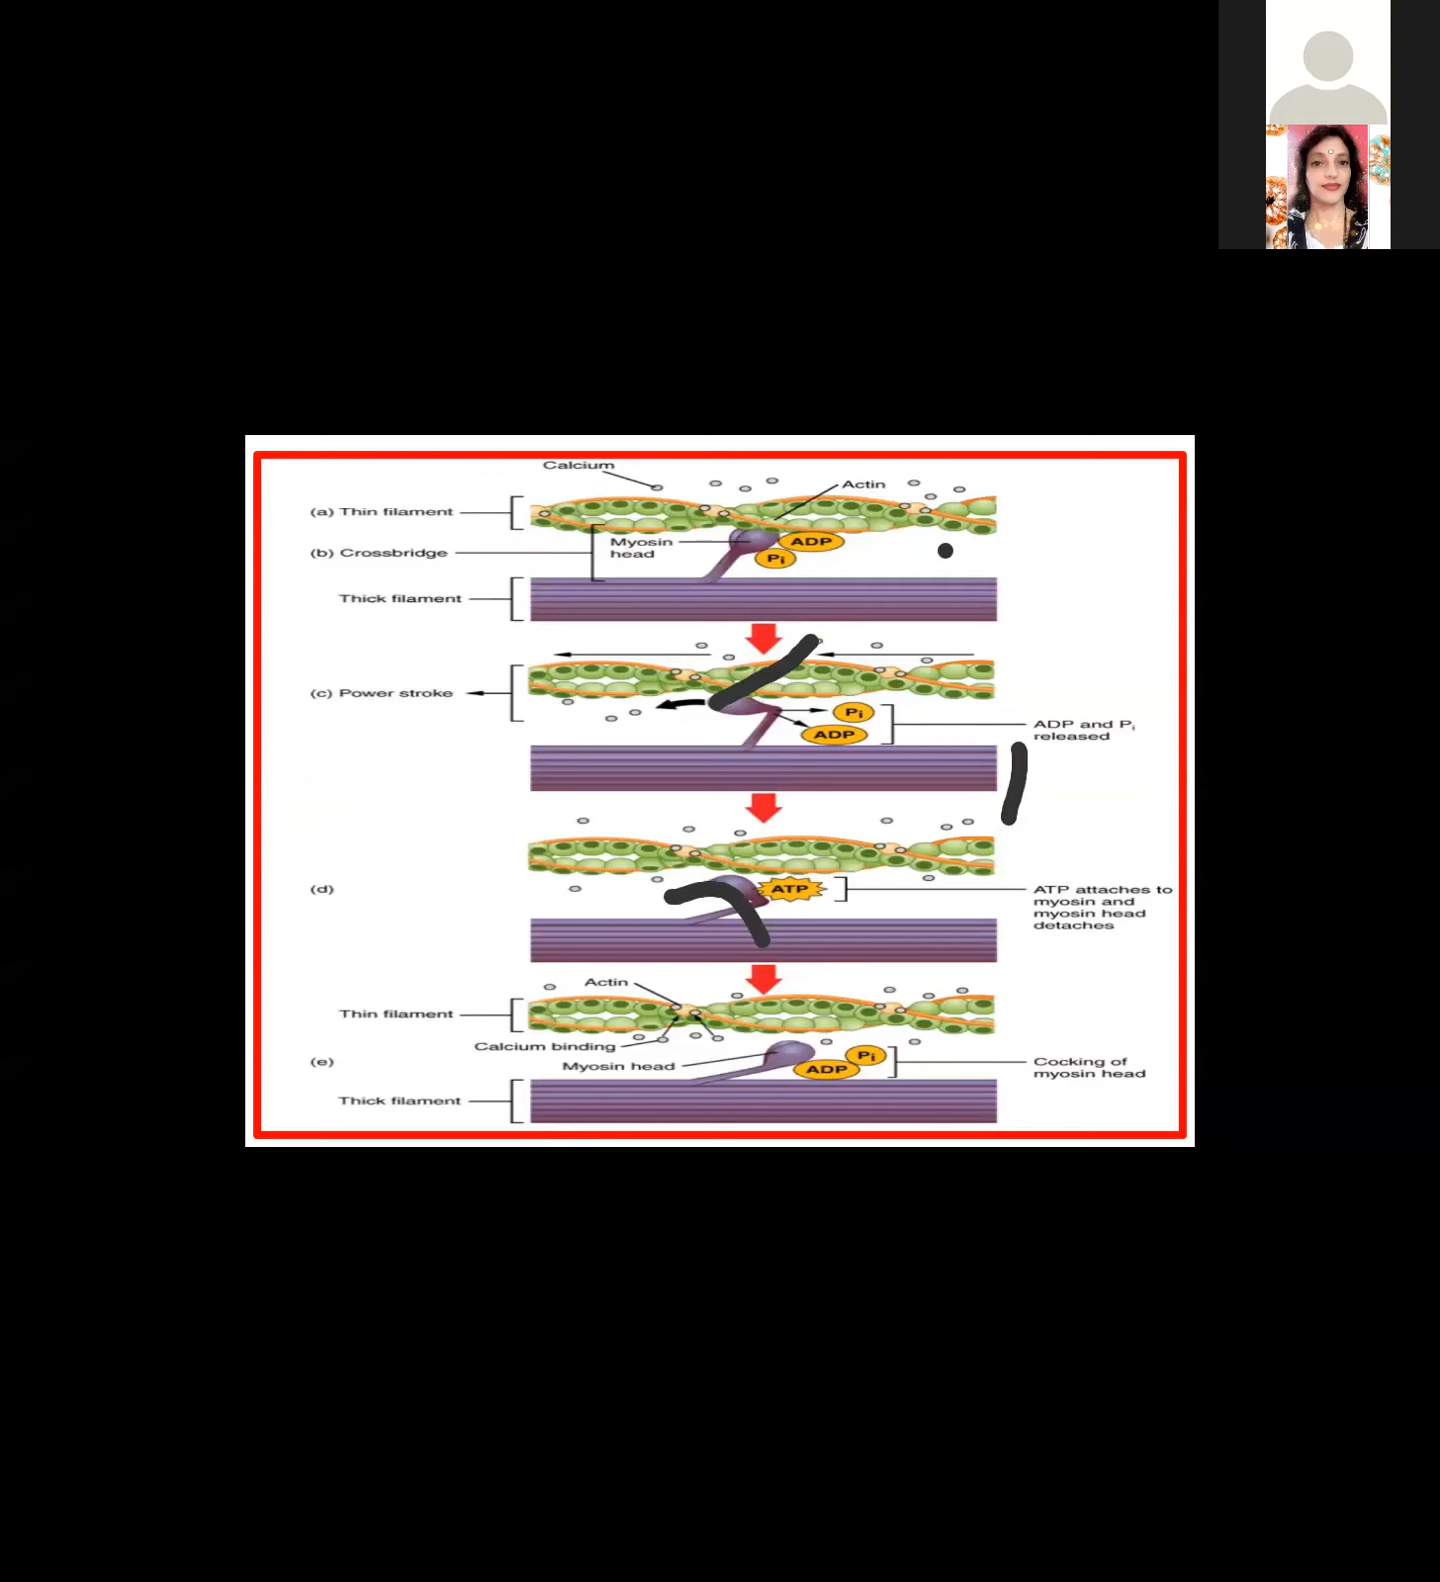 Calcium
Actin
(a) Thin filament
Myosin
head
ADP
Pi
(b) Crossbridge
Thick filament
(c) Power stroke
Pi
ADP
ADP and Pi
released
(d)
ATP
ATP attaches to
myosin and
myosin head
detaches
Actin
Thin filament
Calcium binding
(e)
Myosin head
Pi
ADP
Cocking of
myosin head
Thick filament